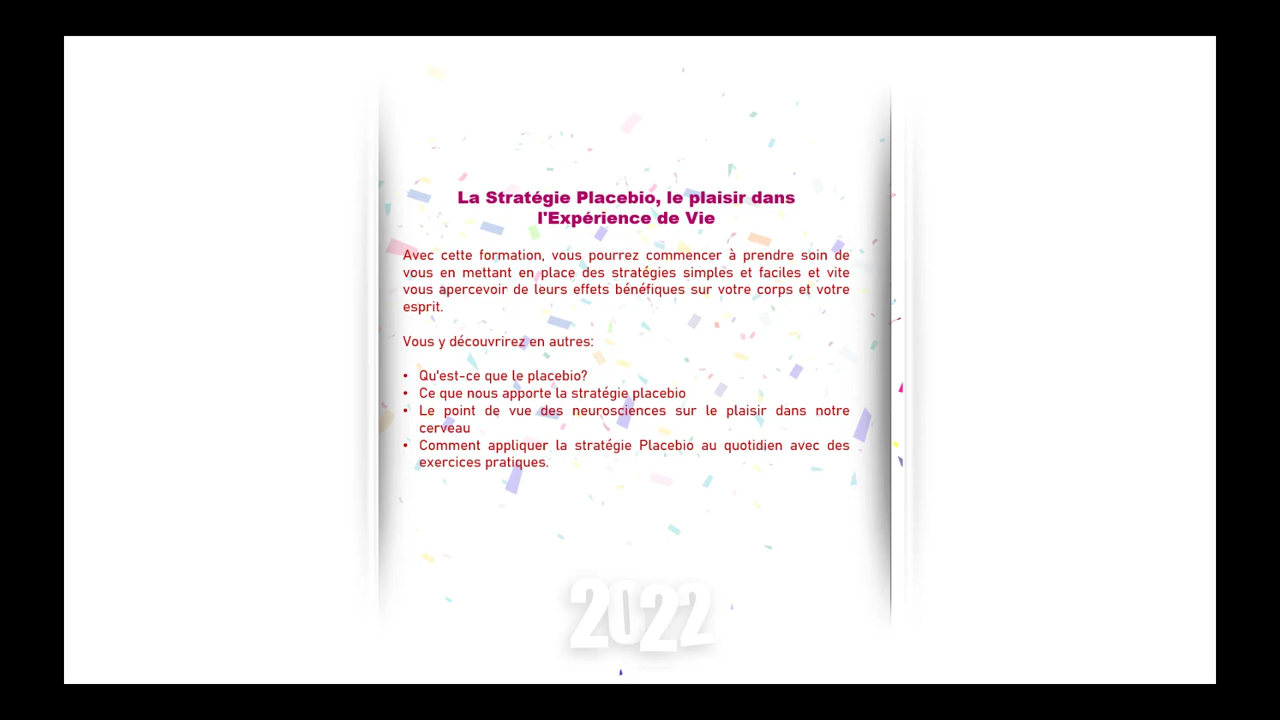 La Stratégie Placebio, le plaisir dans
l'Expérience de Vie
Avec cette formation, vous pourrez commencer à prendre soin de
vous en mettant en place des stratégies simples et faciles et vite
vous apercevoir de leurs effets bénéfiques sur votre corps et votre
esprit.
Vous y découvrirez en autres:
• Qu'est-ce que le placebio?
• Ce que nous apporte la stratégie placebio
• Le point de vue des neurosciences sur le plaisir dans notre
cerveau
• Comment appliquer la stratégie Placebio au quotidien avec des
exercices pratiques.
2022